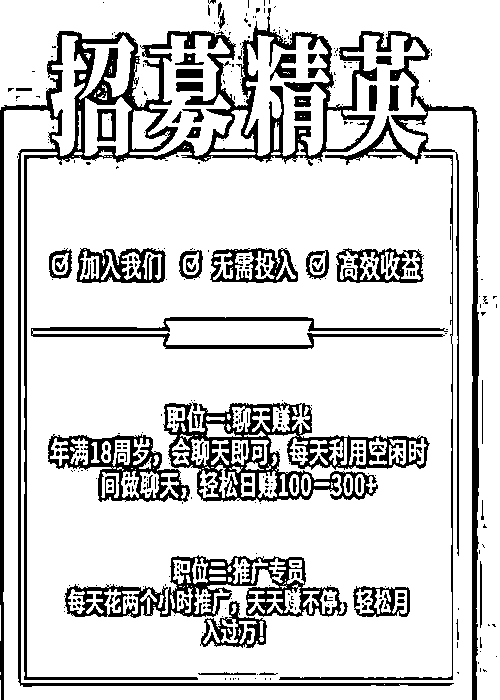 招募精英
加入我们 无需投入 高效收益
职位一:聊天赚米
年满18周岁，会聊天即可，每天利用空闲时
间做聊天，轻松日赚100—300+
职位二:推广专员
每天花两个小时推广，天天赚不停，轻松月
入过万!